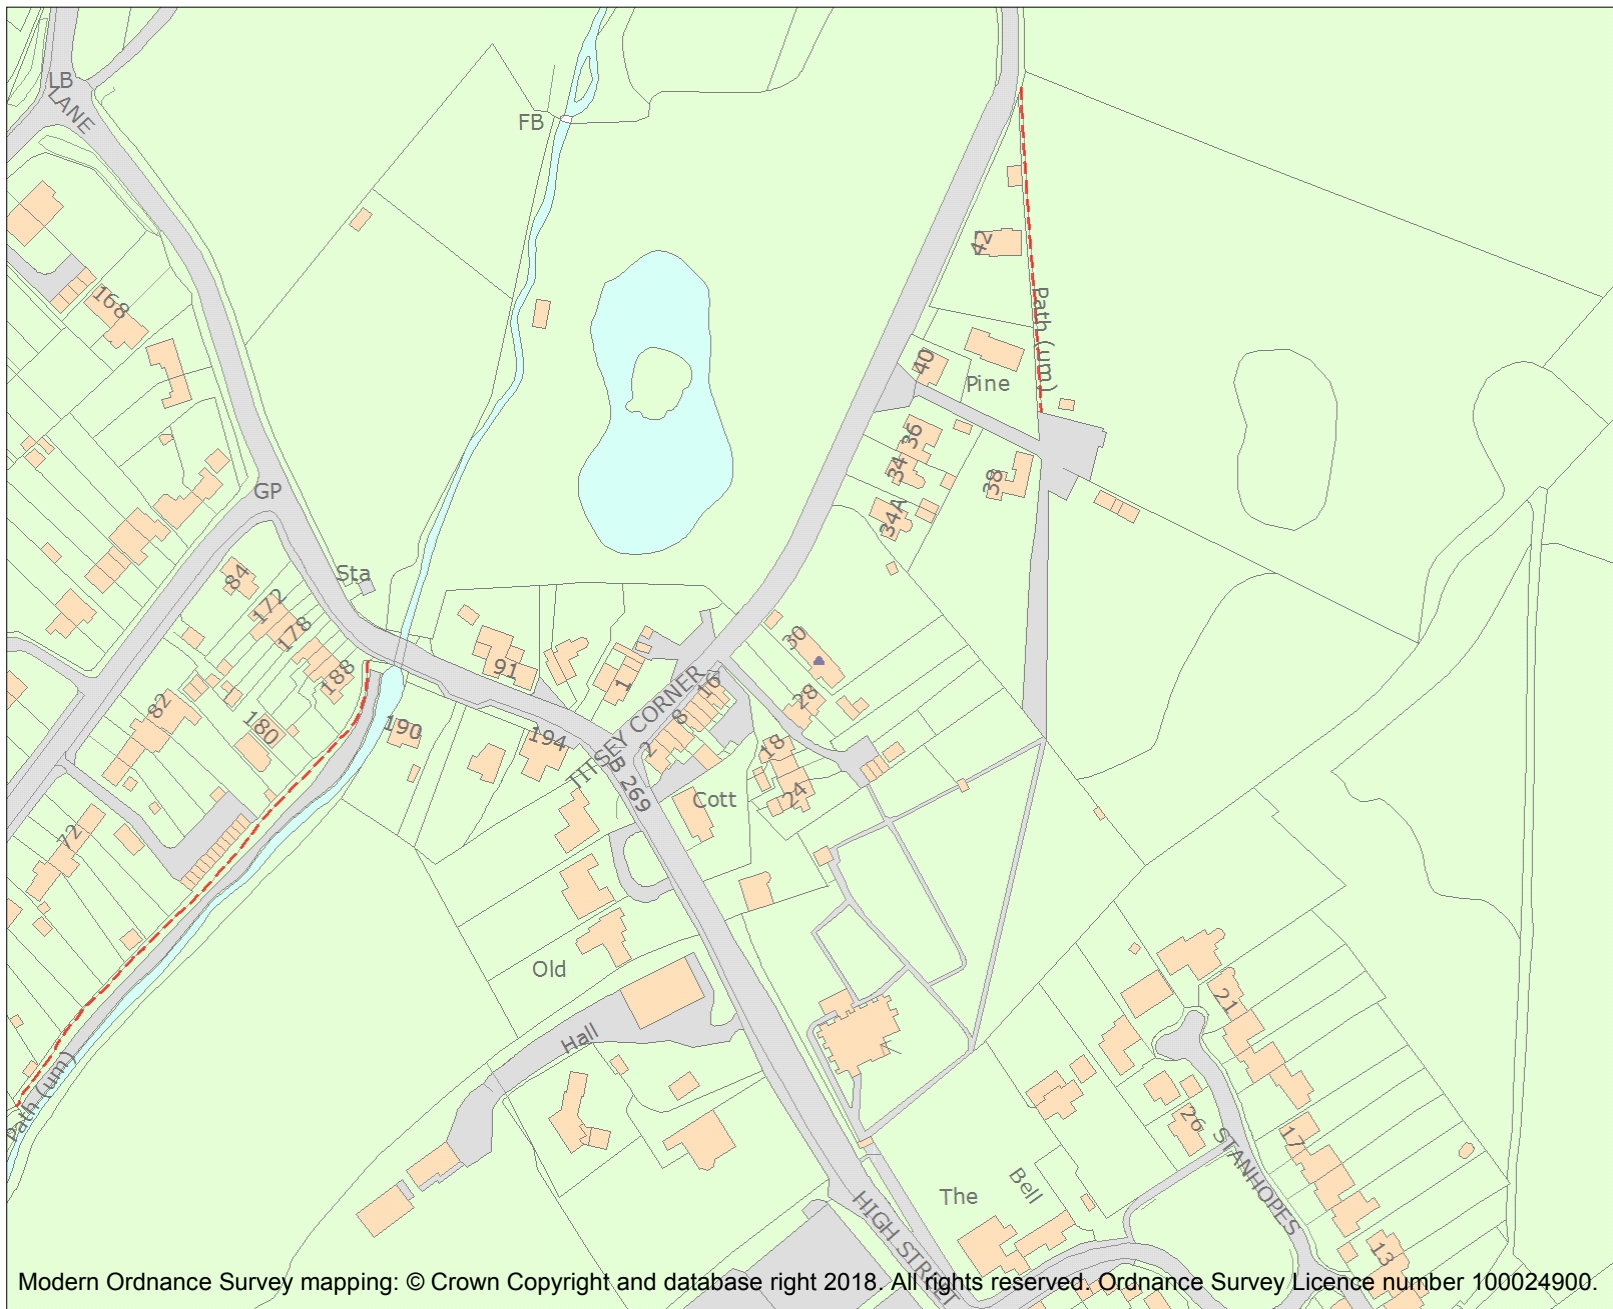 LB
LANE
FB
168
42
Path (um)
40
Pine
36
34
38
34A
GP
Sta
84
172
178
188
91
1
30
16
28
TITSEY CORNER
8
2
18
24
82
180
190
194
B 269
Cott
72
Old
Hall
21
Path (um)
26
17
STANHOPES
The
Bell
HIGH STREET
13
Modern Ordnance Survey mapping: © Crown Copyright and database right 2018. All rights reserved. Ordnance Survey Licence number 100024900.